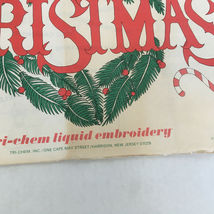 RISTMAS
ri-chem liquid embroidery
TRI-CHEM, INC. / ONE CAPE MAY STREET / HARRISON, NEW JERSEY 07029